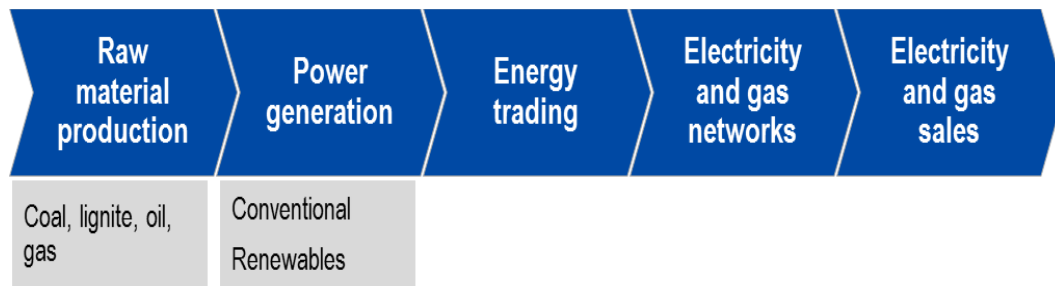 Raw
material
production
Power
generation
Energy
trading
Electricity
and gas
networks
Electricity
and gas
sales
Coal, lignite, oil,
gas
Conventional
Renewables